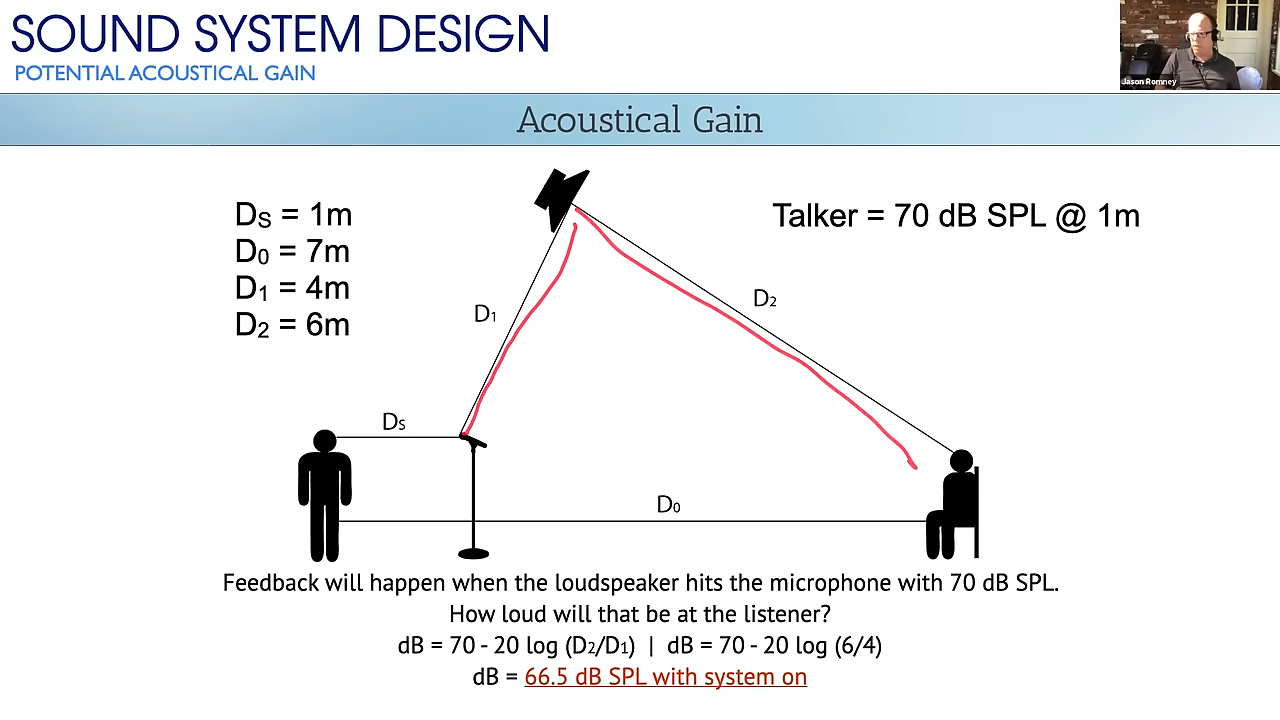 SOUND SYSTEM DESIGN
POTENTIAL ACOUSTICAL GAIN
Jason Romney
Acoustical Gain
DS = 1m
D0 = 7m
D1 = 4m
D2 = 6m
Talker = 70 dB SPL @ 1m
D1
D2
DS
D0
Feedback will happen when the loudspeaker hits the microphone with 70 dB SPL.
How loud will that be at the listener?
dB = 70 - 20 log (D2/D1) | dB = 70 - 20 log (6/4)
dB = 66.5 dB SPL with system on